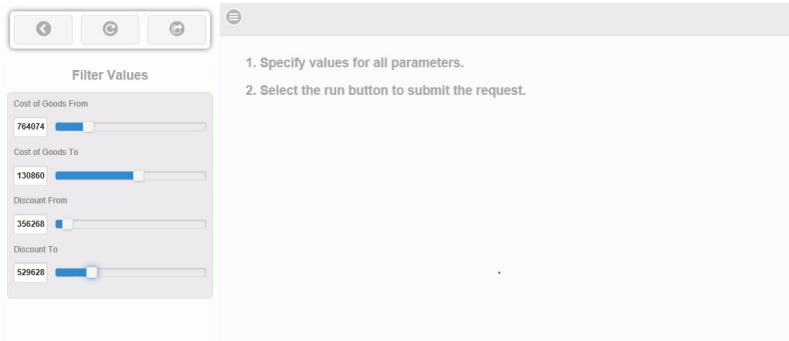 Filter Values
Cost of Goods From
764074
Cost of Goods To
130860
Discount From
356268
Discount To
529628
1. Specify values for all parameters.
2. Select the run button to submit the request.